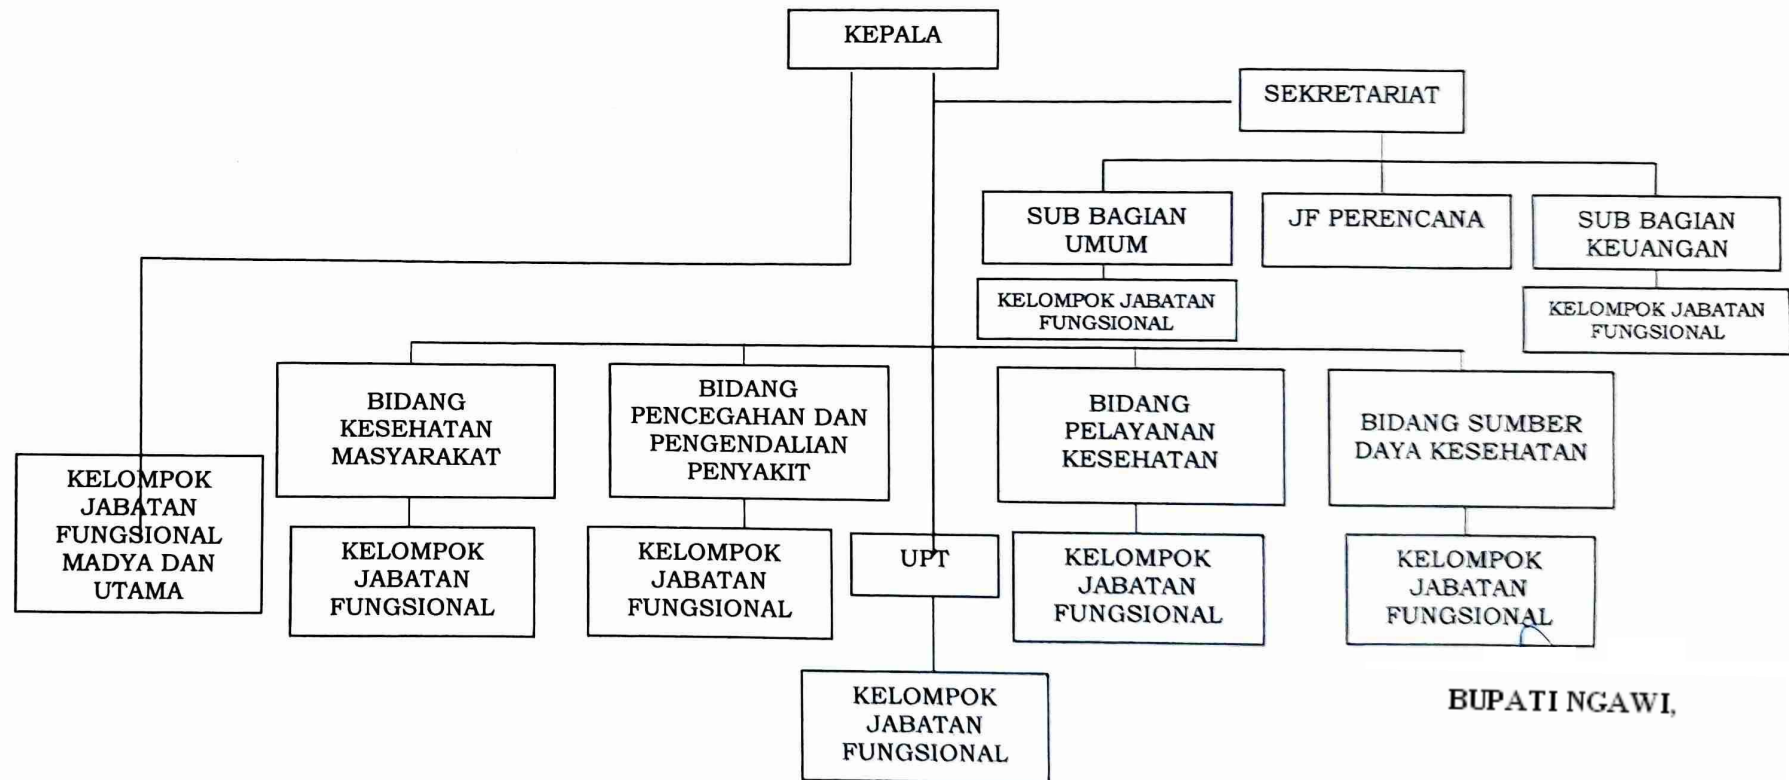 KEPALA
SEKRETARIAT
SUB BAGIAN
UMUM
JF PERENCANA
SUB BAGIAN
KEUANGAN
KELOMPOK JABATAN
FUNGSIONAL
KELOMPOK JABATAN
FUNGSIONAL
BIDANG
KESEHATAN
MASYARAKAT
BIDANG
PENCEGAHAN DAN
PENGENDALIAN
PENYAKIT
BIDANG
PELAYANAN
KESEHATAN
BIDANG SUMBER
DAYA KESEHATAN
KELOMPOK
JABATAN
FUNGSIONAL
MADYA DAN
UTAMA
KELOMPOK
JABATAN
FUNGSIONAL
KELOMPOK
JABATAN
FUNGSIONAL
UPT
KELOMPOK
JABATAN
FUNGSIONAL
KELOMPOK
JABATAN
FUNGSIONAL
KELOMPOK
JABATAN
FUNGSIONAL
BUPATI NGAWI,